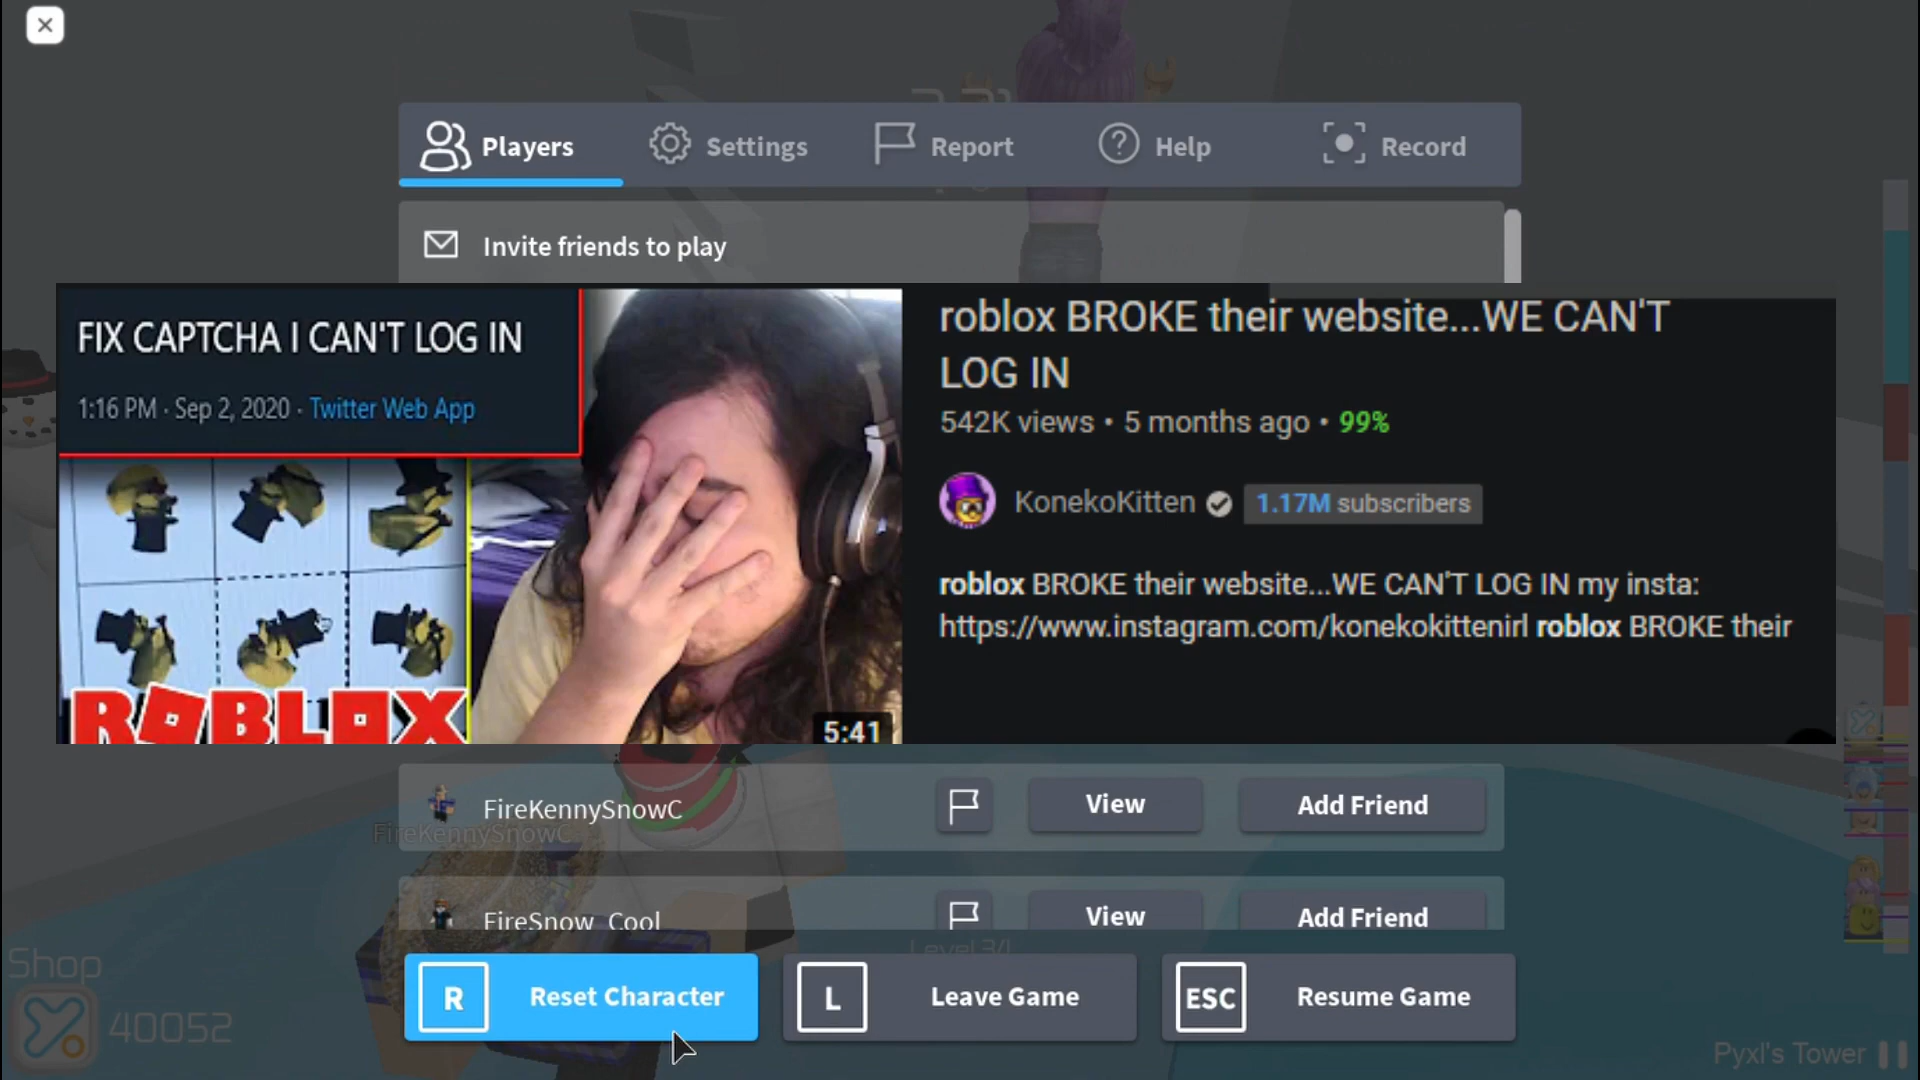 Players
Settings
Report
Help
Record
Invite friends to play
FIX CAPTCHA I CAN'T LOG IN
1:16 PM · Sep 2, 2020 · Twitter Web App
ROBLOX
5:41
roblox BROKE their website...WE CAN'T
LOG IN
542K views • 5 months ago • 99%
KonekoKitten
1.17M subscribers
roblox BROKE their website...WE CAN'T LOG IN my insta:
https://www.instagram.com/konekokittenirl roblox BROKE their
FireKennySnowC
View
Add Friend
FireKennySnowC
FireSnow_Cool
View
Add Friend
Shop
40052
R
Reset Character
L
Leave Game
ESC
Resume Game
Pyxl's Tower